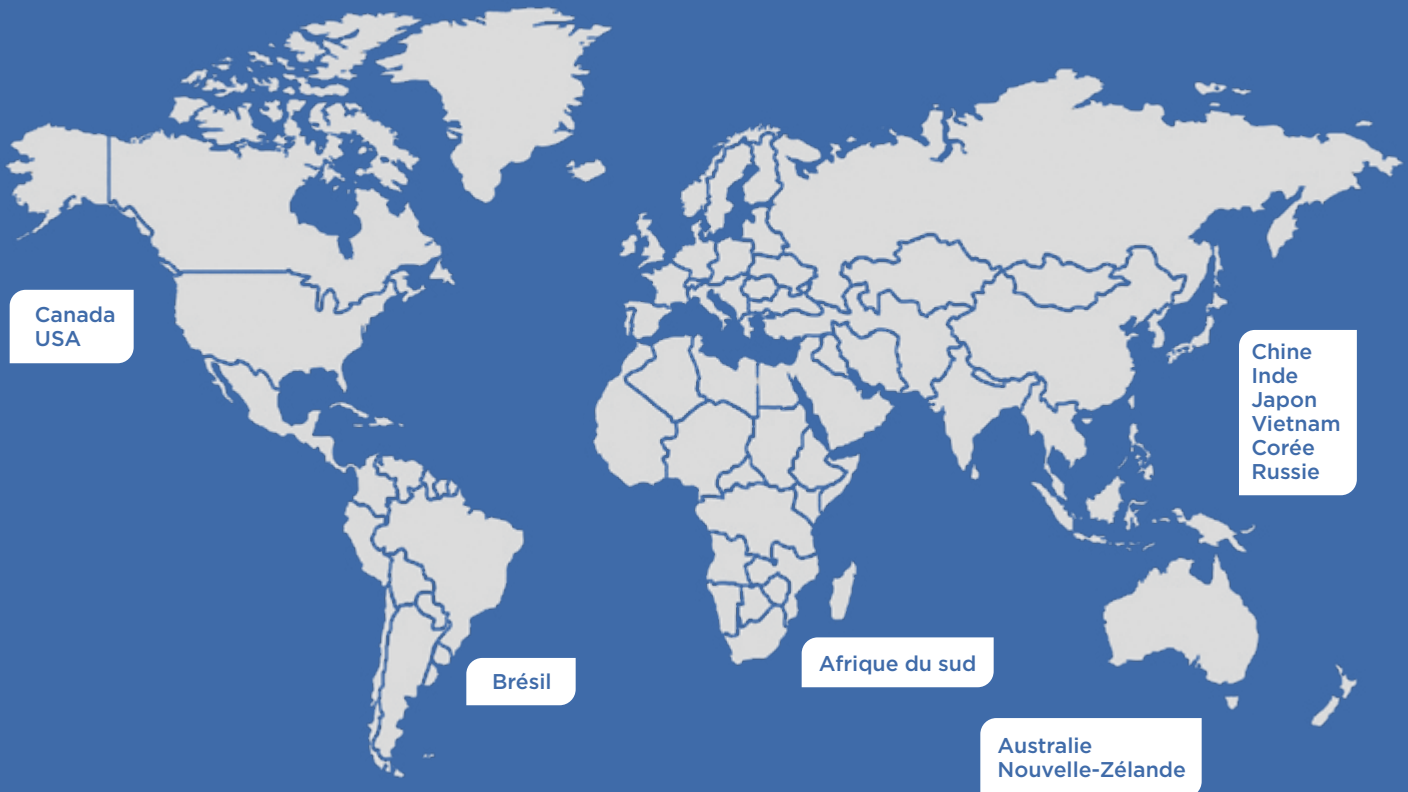 Canada
USA
Chine
Inde
Japon
Vietnam
Corée
Russie
Brésil
Afrique du sud
Australie
Nouvelle-Zélande